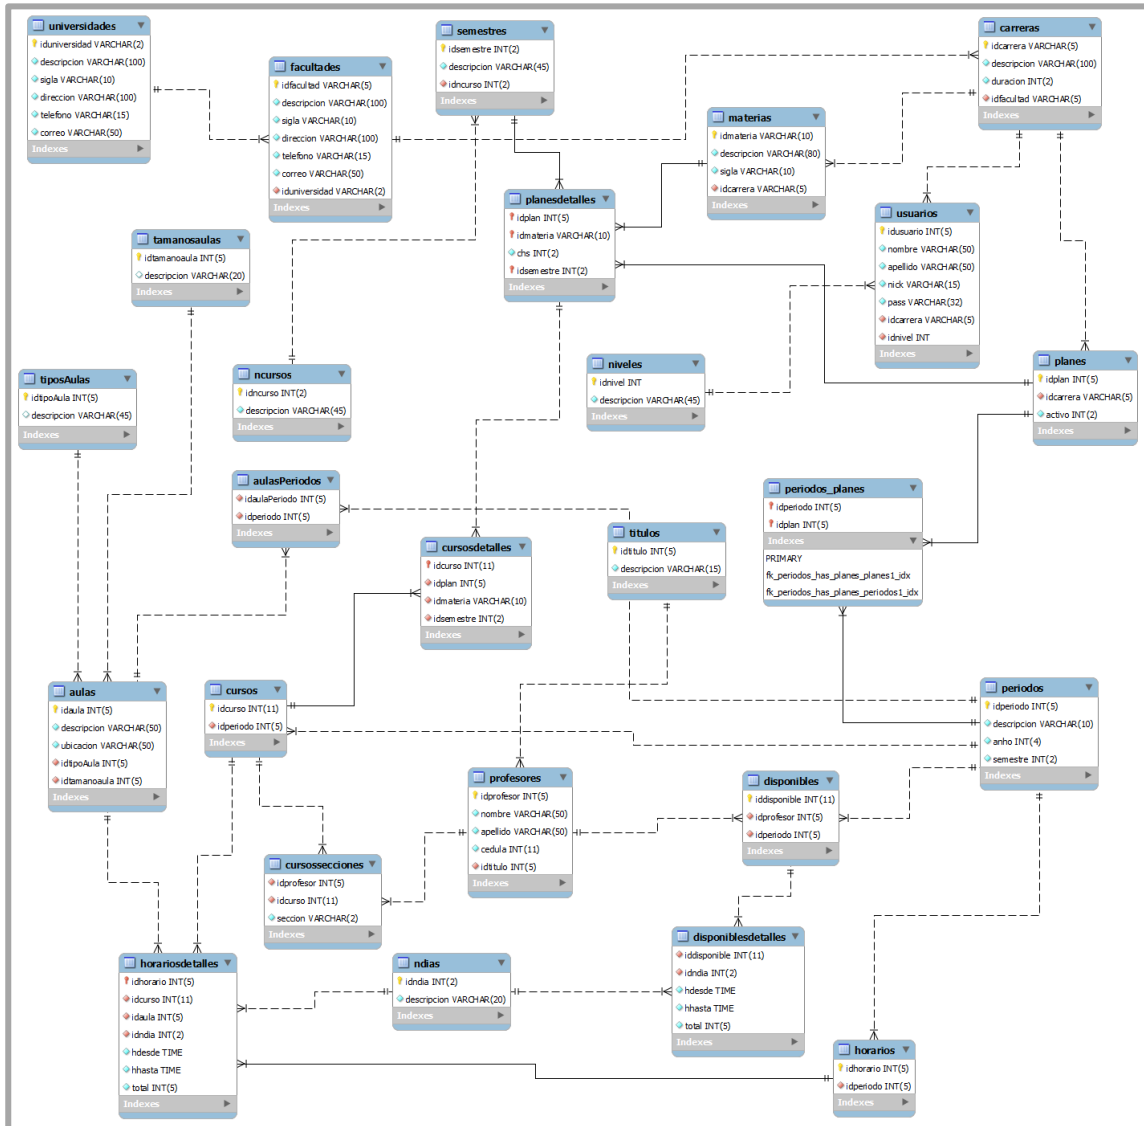 universidades
iduniversidad VARCHAR(2)
descripcion VARCHAR(100)
sigla VARCHAR(10)
direccion VARCHAR(100)
telefono VARCHAR(15)
correo VARCHAR(50)
Indexes
facultades
idfacultad VARCHAR(5)
descripcion VARCHAR(100)
sigla VARCHAR(10)
direccion VARCHAR(100)
telefono VARCHAR(15)
correo VARCHAR(50)
iduniversidad VARCHAR(2)
Indexes
semestres
idsemestre INT(2)
descripcion VARCHAR(45)
idncurso INT(2)
Indexes
carreras
idcarrera VARCHAR(5)
descripcion VARCHAR(100)
duracion INT(2)
idfacultad VARCHAR(5)
Indexes
materias
idmateria VARCHAR(10)
descripcion VARCHAR(80)
sigla VARCHAR(10)
idcarrera VARCHAR(5)
Indexes
planesdetalles
idplan INT(5)
idmateria VARCHAR(10)
chs INT(2)
idsemestre INT(2)
Indexes
usuarios
idusuario INT(5)
nombre VARCHAR(50)
apellido VARCHAR(50)
nick VARCHAR(15)
pass VARCHAR(32)
idcarrera VARCHAR(5)
idnivel INT
Indexes
tamanosaulas
idtamanoaula INT(5)
descripcion VARCHAR(20)
Indexes
tiposAulas
idtipoAula INT(5)
descripcion VARCHAR(45)
Indexes
ncursos
idncurso INT(2)
descripcion VARCHAR(45)
Indexes
niveles
idnivel INT
descripcion VARCHAR(45)
Indexes
planes
idplan INT(5)
idcarrera VARCHAR(5)
activo INT(2)
Indexes
aulasPeriodos
idaulaPeriodo INT(5)
idperiodo INT(5)
Indexes
periodos_planes
idperiodo INT(5)
idplan INT(5)
Indexes
PRIMARY
fk_periodos_has_planes_planes1_idx
fk_periodos_has_planes_periodos1_idx
titulos
idtitulo INT(5)
descripcion VARCHAR(15)
Indexes
cursosdetalles
idcurso INT(11)
idplan INT(5)
idmateria VARCHAR(10)
idsemestre INT(2)
Indexes
aulas
idaula INT(5)
descripcion VARCHAR(50)
ubicacion VARCHAR(50)
idtipoAula INT(5)
idtamanoaula INT(5)
Indexes
cursos
idcurso INT(11)
idperiodo INT(5)
Indexes
periodos
idperiodo INT(5)
descripcion VARCHAR(10)
anho INT(4)
semestre INT(2)
Indexes
profesores
idprofesor INT(5)
nombre VARCHAR(50)
apellido VARCHAR(50)
cedula INT(11)
idtitulo INT(5)
Indexes
disponibles
iddisponible INT(11)
idprofesor INT(5)
idperiodo INT(5)
Indexes
cursossecciones
idprofesor INT(5)
idcurso INT(11)
seccion VARCHAR(2)
Indexes
disponiblesdetalles
iddisponible INT(11)
idndia INT(2)
hdesde TIME
hhasta TIME
total INT(5)
Indexes
horariosdetalles
idhorario INT(5)
idcurso INT(11)
idaula INT(5)
idndia INT(2)
hdesde TIME
hhasta TIME
total INT(5)
Indexes
ndias
idndia INT(2)
descripcion VARCHAR(20)
Indexes
horarios
idhorario INT(5)
idperiodo INT(5)
Indexes